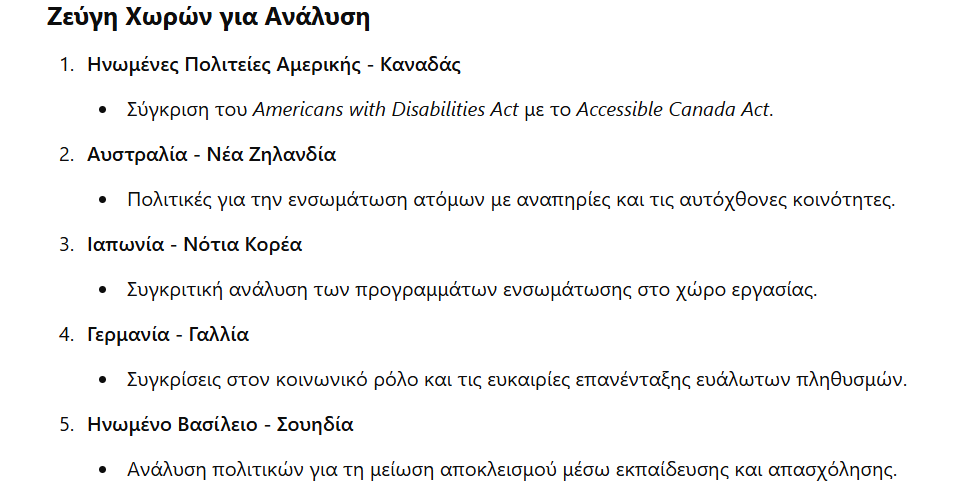 Ζεύγη Χωρών για Ανάλυση
1. Ηνωμένες Πολιτείες Αμερικής - Καναδάς
• Σύγκριση του Americans with Disabilities Act με το Accessible Canada Act.
2. Αυστραλία - Νέα Ζηλανδία
• Πολιτικές για την ενσωμάτωση ατόμων με αναπηρίες και τις αυτόχθονες κοινότητες.
3. Ιαπωνία - Νότια Κορέα
• Συγκριτική ανάλυση των προγραμμάτων ενσωμάτωσης στο χώρο εργασίας.
4. Γερμανία - Γαλλία
• Συγκρίσεις στον κοινωνικό ρόλο και τις ευκαιρίες επανένταξης ευάλωτων πληθυσμών.
5. Ηνωμένο Βασίλειο - Σουηδία
• Ανάλυση πολιτικών για τη μείωση αποκλεισμού μέσω εκπαίδευσης και απασχόλησης.